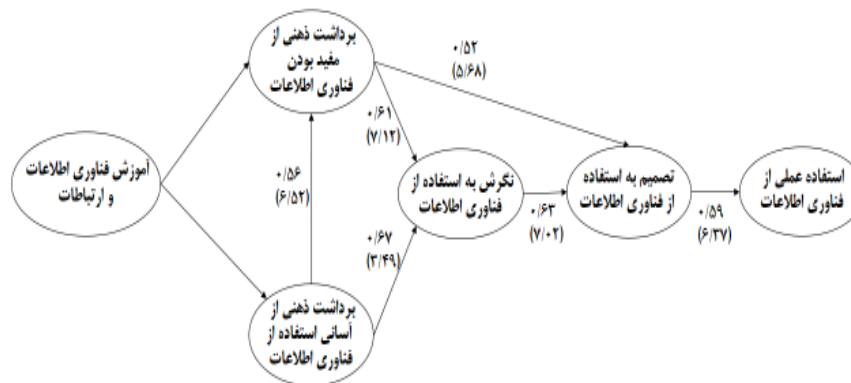 برداشت ذهنی از
مفید بودن
فناوری اطلاعات
۰/۵۲
(۵/۶۸)
۰/۶۱
(۷/۱۲)
آموزش فناوری اطلاعات
و ارتباطات
۰/۵۶
(۶/۵۲)
نگرش به استفاده از
فناوری اطلاعات
تصمیم به استفاده
از فناوری اطلاعات
استفاده عملی از
فناوری اطلاعات
۰/۶۳
(۷/۰۲)
۰/۵۹
(۶/۳۷)
۰/۶۷
(۳/۴۹)
برداشت ذهنی از
آسانی استفاده از
فناوری اطلاعات